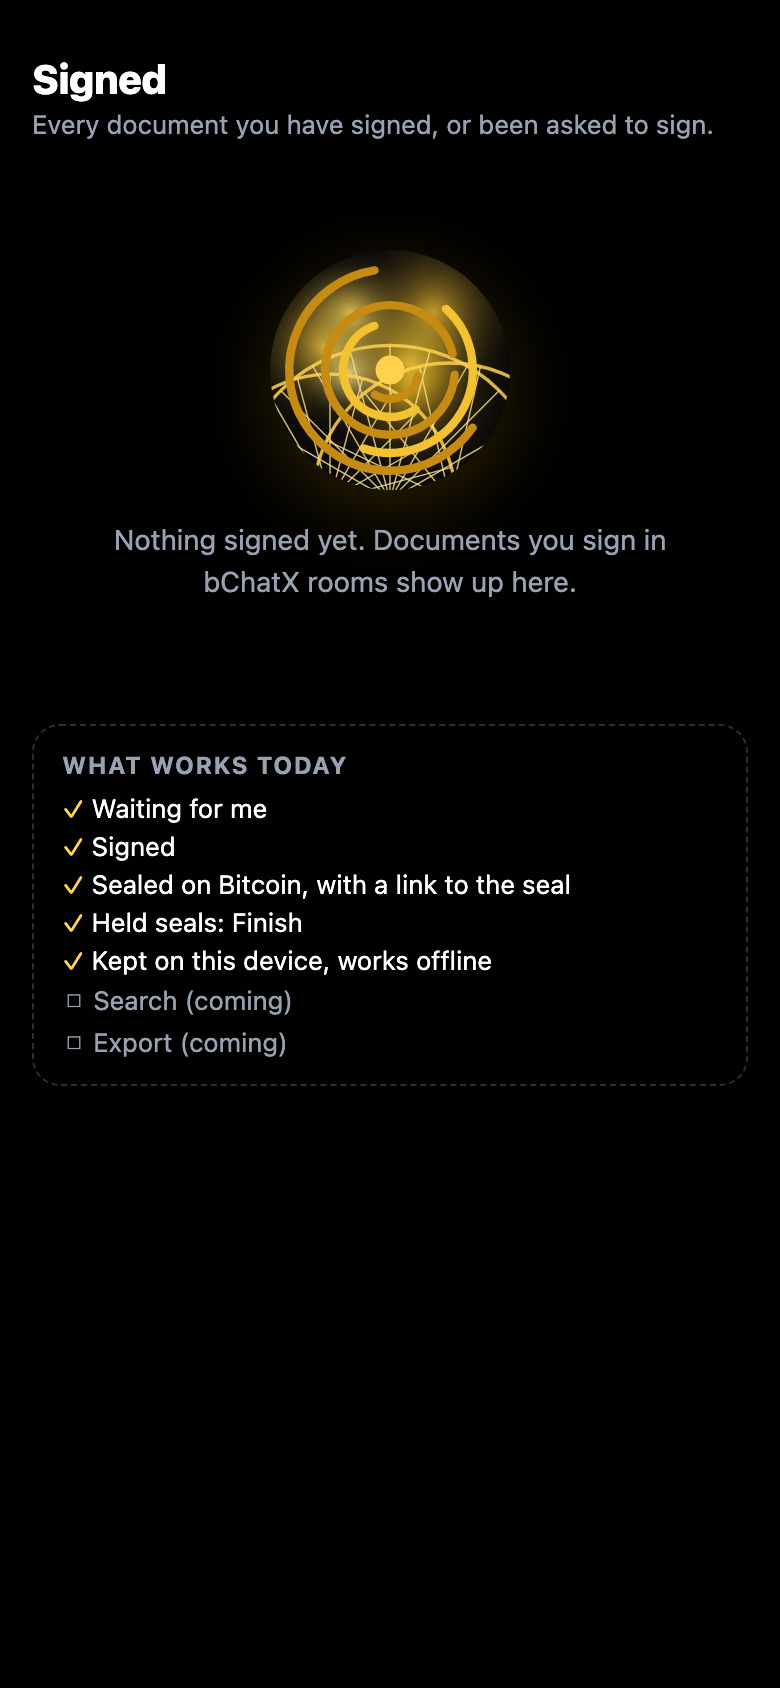 Signed
Every document you have signed, or been asked to sign.
Nothing signed yet. Documents you sign in
bChatX rooms show up here.
WHAT WORKS TODAY
✓ Waiting for me
✓ Signed
✓ Sealed on Bitcoin, with a link to the seal
✓ Held seals: Finish
✓ Kept on this device, works offline
☐ Search (coming)
☐ Export (coming)